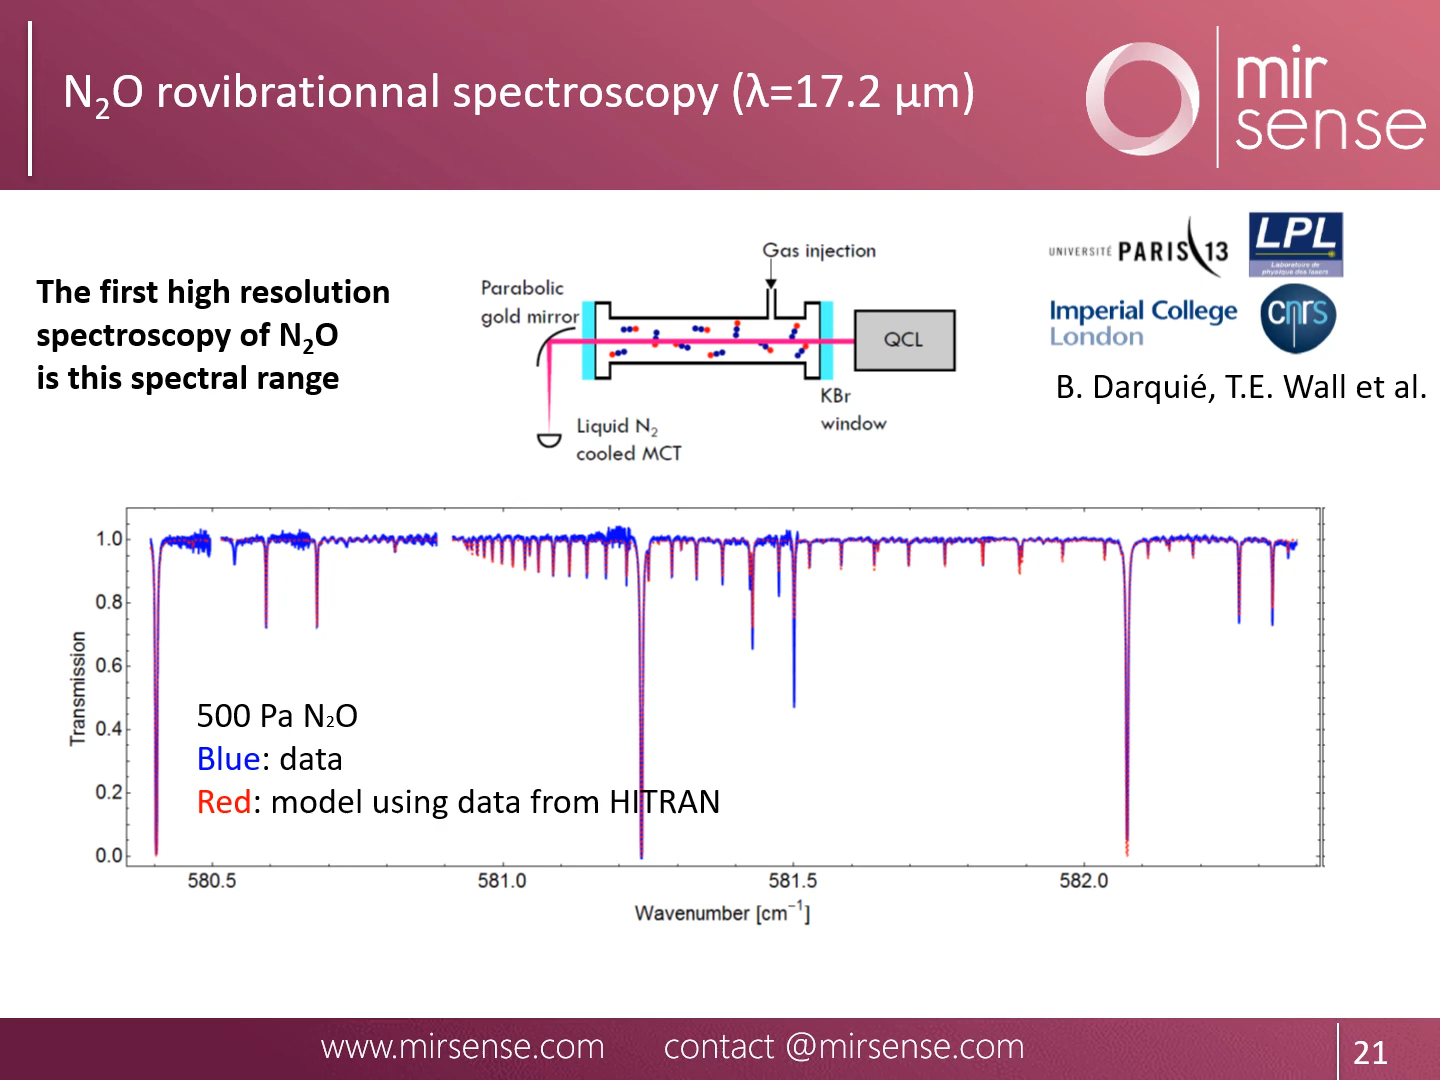 N₂O rovibrationnal spectroscopy (λ=17.2 µm)
mir
sense
The first high resolution
spectroscopy of N₂O
is this spectral range
Gas injection
Parabolic
gold mirror
QCL
KBr
window
Liquid N₂
cooled MCT
UNIVERSITÉ PARIS 13
LPL
Laboratoire de
physique des lasers
Imperial College
London
cnrs
B. Darquié, T.E. Wall et al.
Transmission
1.0
0.8
0.6
0.4
0.2
0.0
500 Pa N₂O
Blue: data
Red: model using data from HITRAN
580.5 581.0 581.5 582.0
Wavenumber [cm⁻¹]
www.mirsense.com contact @mirsense.com
21